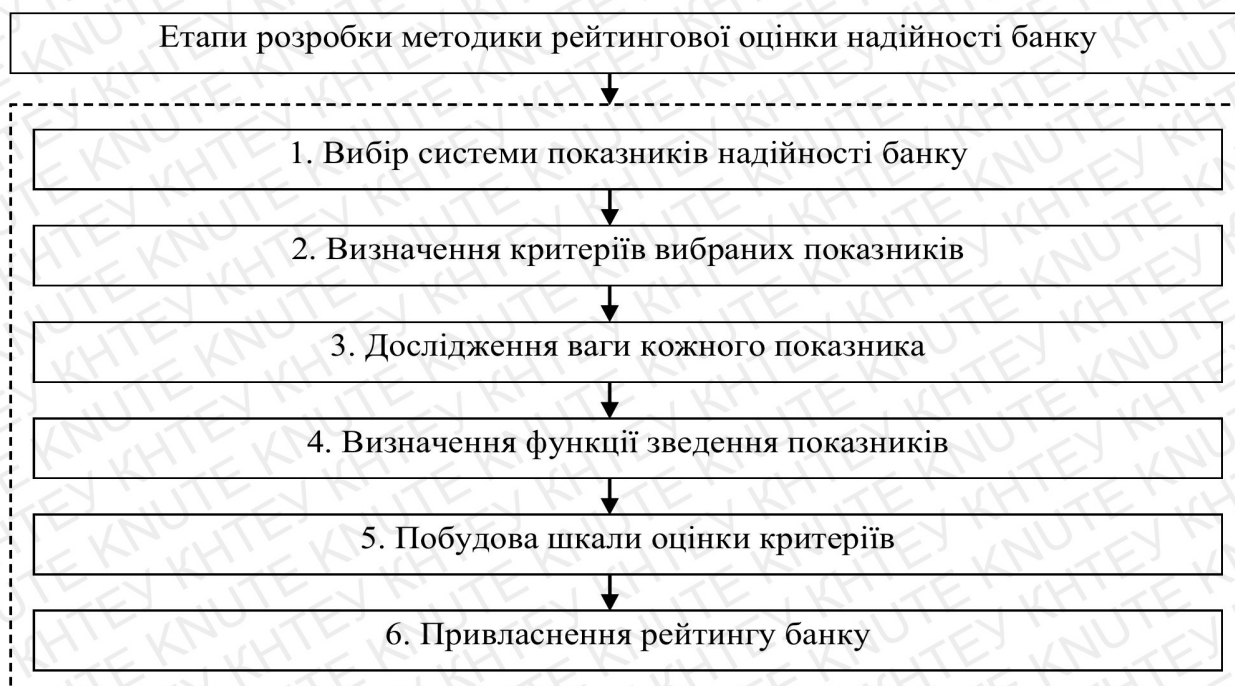 Етапи розробки методики рейтингової оцінки надійності банку
1. Вибір системи показників надійності банку
2. Визначення критеріїв вибраних показників
3. Дослідження ваги кожного показника
4. Визначення функції зведення показників
5. Побудова шкали оцінки критеріїв
6. Привласнення рейтингу банку